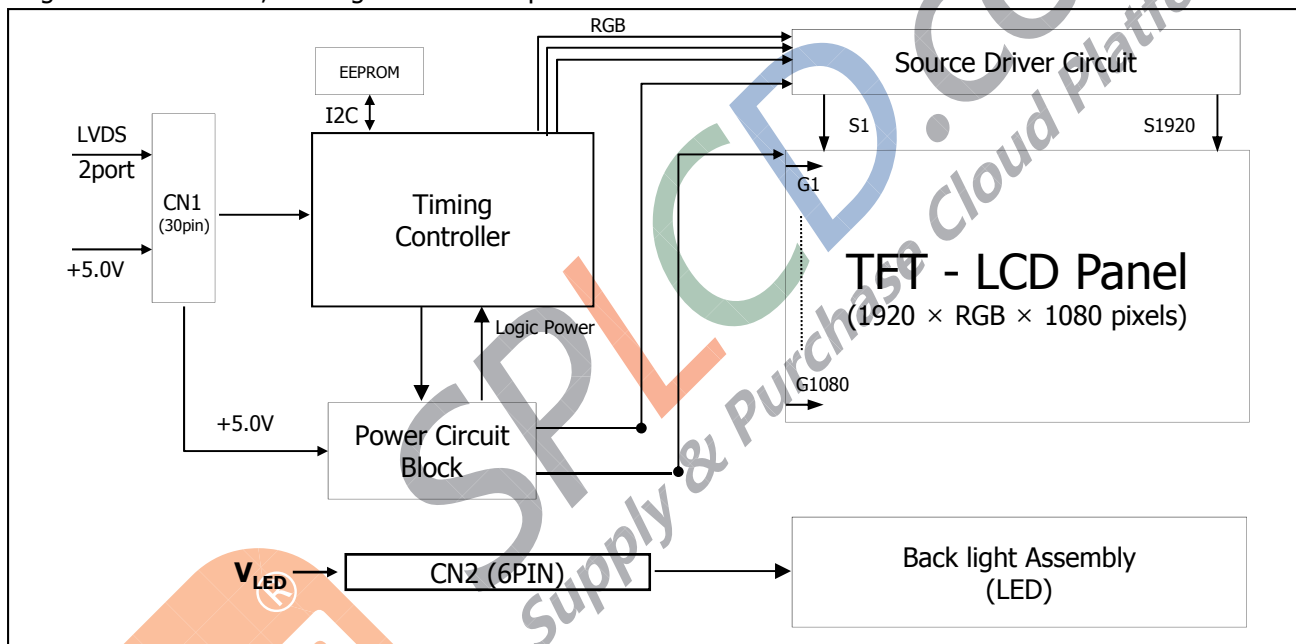 RGB
EEPROM
Source Driver Circuit
I2C
LVDS
2port
S1
S1920
CN1
(30pin)
G1
Timing
Controller
+5.0V
TFT - LCD Panel
(1920 × RGB × 1080 pixels)
Logic Power
G1080
+5.0V
Power Circuit
Block
VLED
CN2 (6PIN)
Back light Assembly
(LED)
SPLCD.CO
Supply & Purchase Cloud Platfo
®